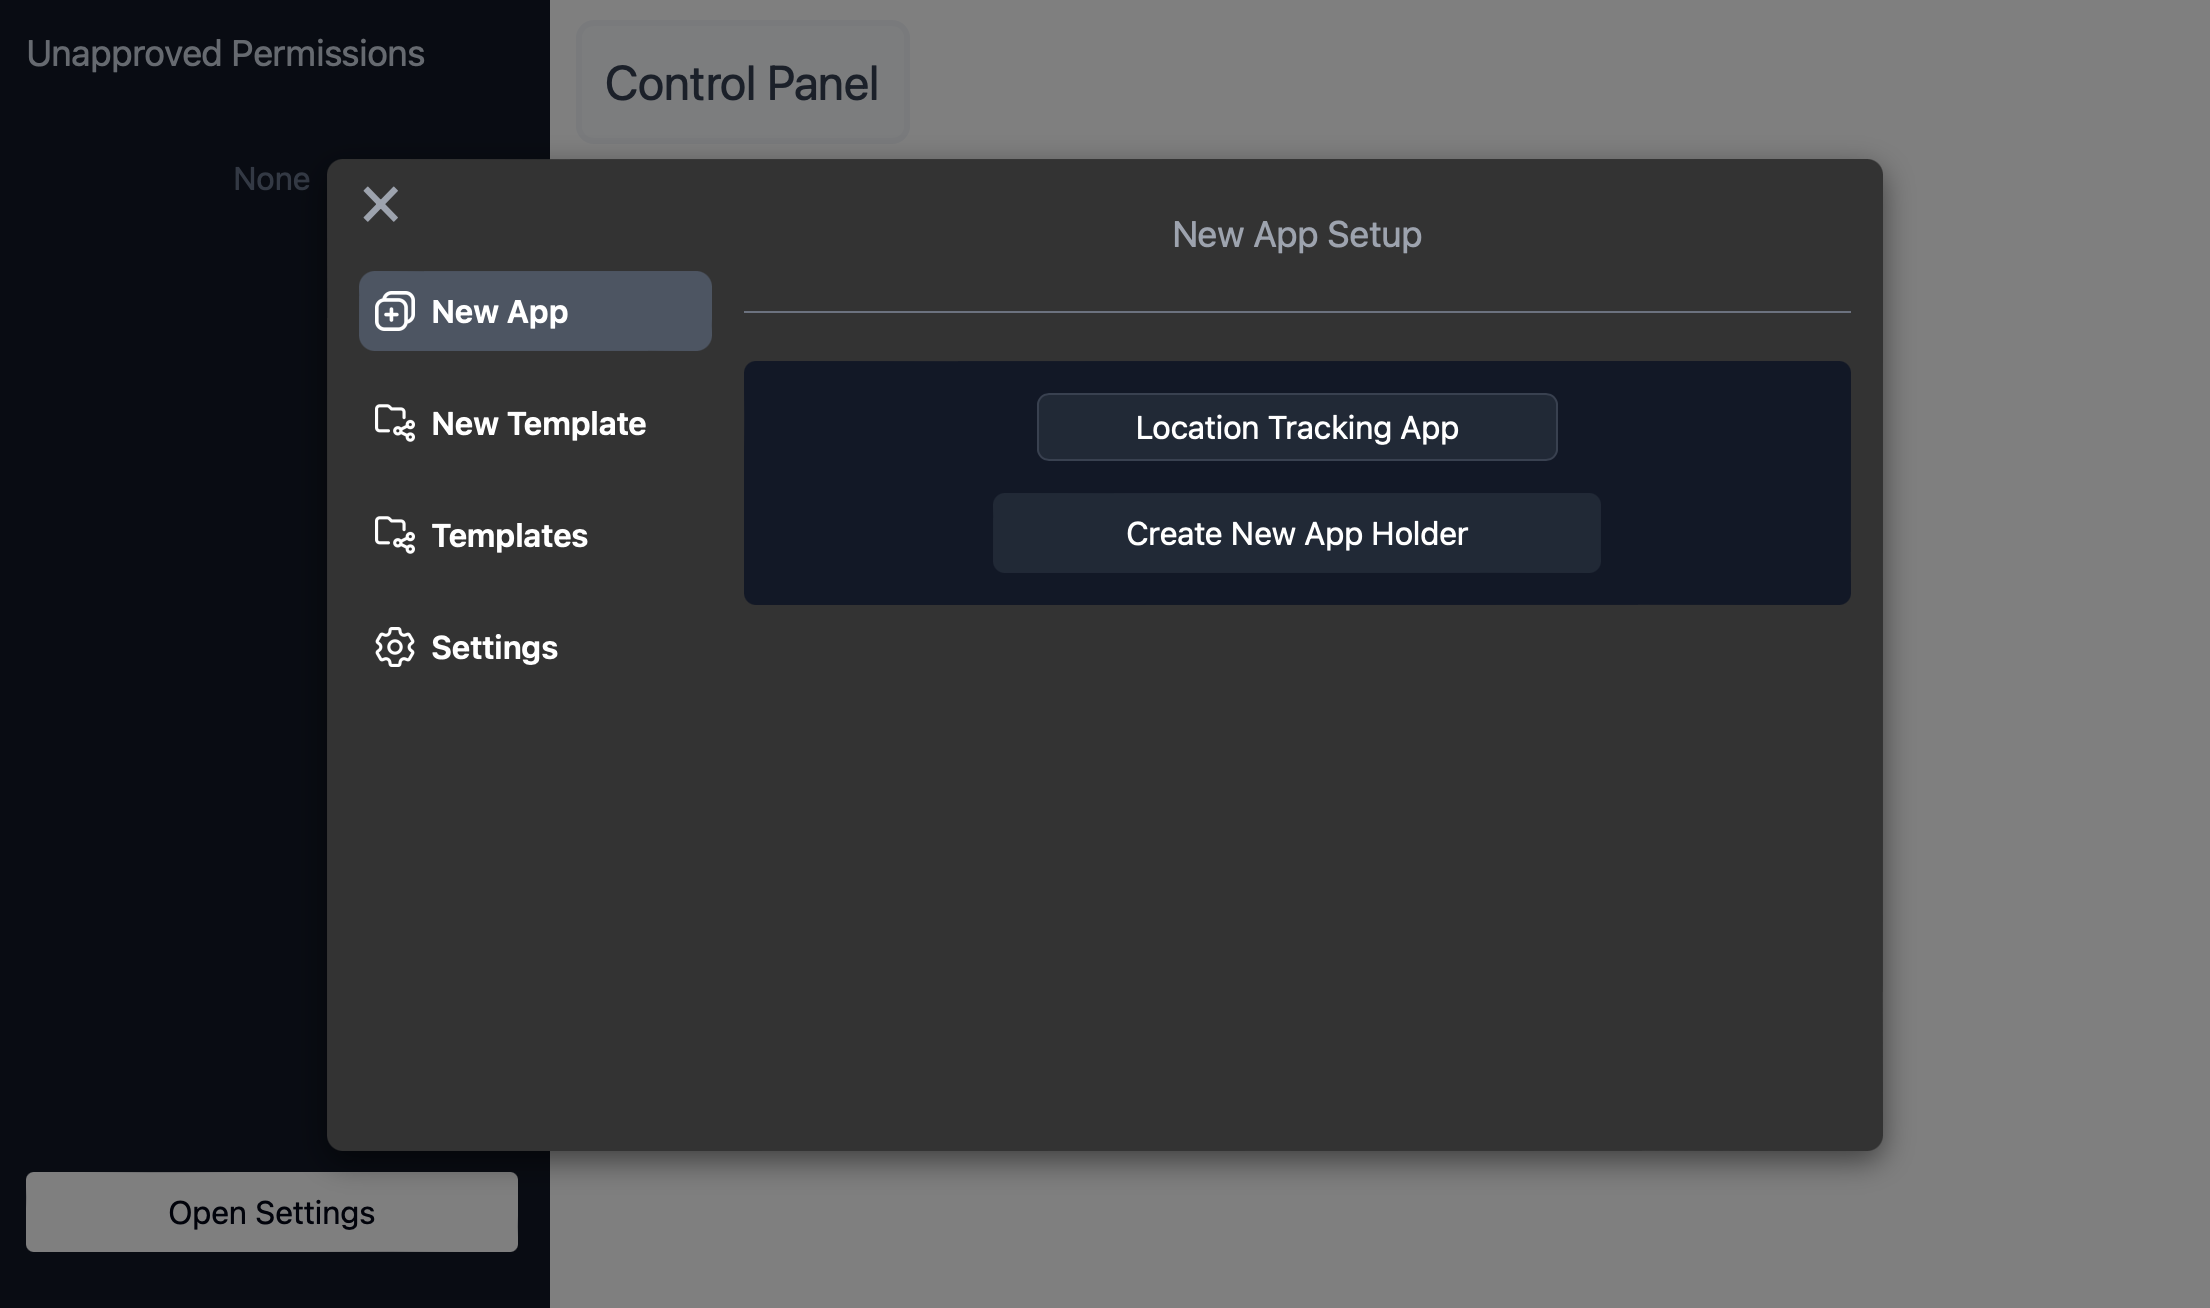 Unapproved Permissions
None
Control Panel
New App Setup
New App
New Template
Templates
Settings
Location Tracking App
Create New App Holder
Open Settings